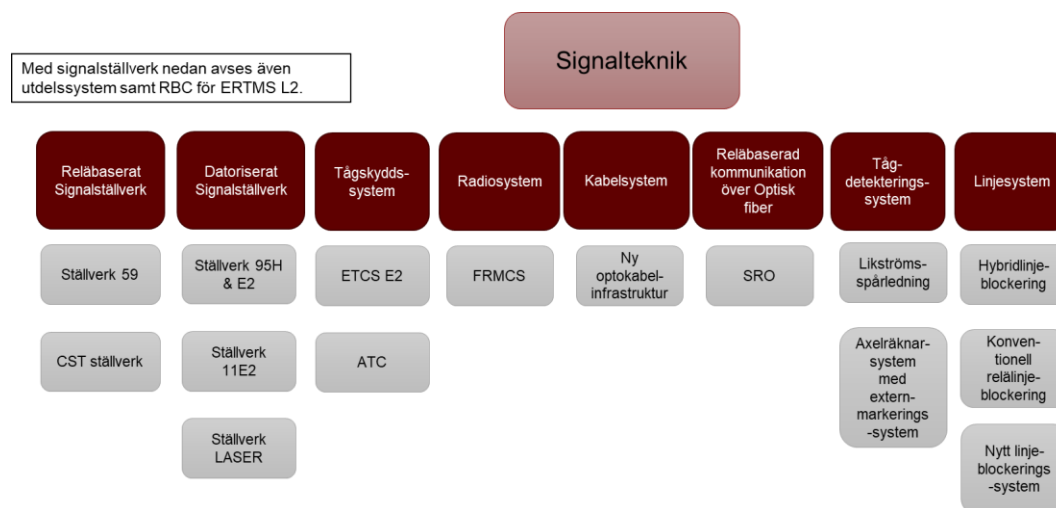 Signalteknik
Med signalställverk nedan avses även
utdelssystem samt RBC för ERTMS L2.
Reläbaserat
Signalställverk
Datoriserat
Signalställverk
Tågskydds-
system
Radiosystem
Kabelsystem
Reläbaserad
kommunikation
över Optisk
fiber
Tåg-
detekterings-
system
Linjesystem
Ställverk 59
Ställverk 95H
& E2
ETCS E2
FRMCS
Ny
optokabel-
infrastruktur
SRO
Likströms-
spårledning
Hybridlinje-
blockering
CST ställverk
Ställverk
11E2
ATC
Axelräknar-
system
med
extern-
markerings
-system
Konven-
tionell
relälinje-
blockering
Ställverk
LASER
Nytt linje-
blockerings
-system